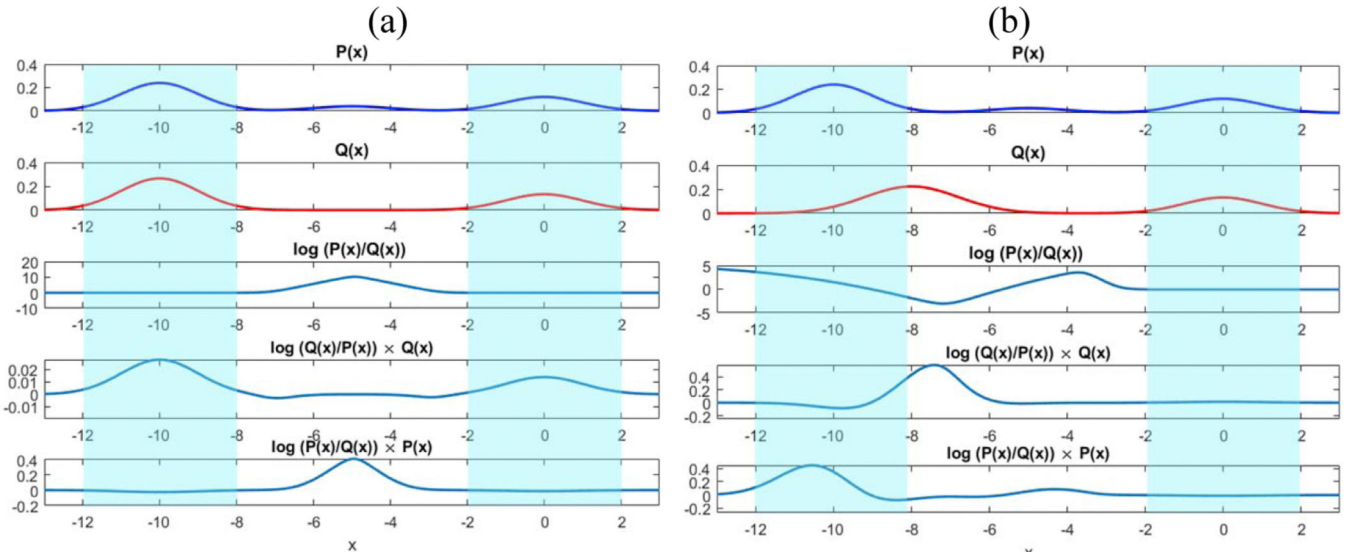 (a)
P(x)
0.4
0.2
0
-12 -10 -8 -6 -4 -2 0 2
Q(x)
0.4
0.2
0
-12 -10 -8 -6 -4 -2 0 2
log (P(x)/Q(x))
20
10
0
-10
-12 -10 -8 -6 -4 -2 0 2
log (Q(x)/P(x)) × Q(x)
0.02
0.01
0
-0.01
-12 -10 -8 -6 -4 -2 0 2
log (P(x)/Q(x)) × P(x)
0.4
0.2
0
-0.2
-12 -10 -8 -6 -4 -2 0 2
x
(b)
P(x)
0.4
0.2
0
-12 -10 -8 -6 -4 -2 0 2
Q(x)
0.4
0.2
0
-12 -10 -8 -6 -4 -2 0 2
log (P(x)/Q(x))
5
0
-5
-12 -10 -8 -6 -4 -2 0 2
log (Q(x)/P(x)) × Q(x)
0.4
0.2
0
-0.2
-12 -10 -8 -6 -4 -2 0 2
log (P(x)/Q(x)) × P(x)
0.4
0.2
0
-0.2
-12 -10 -8 -6 -4 -2 0 2